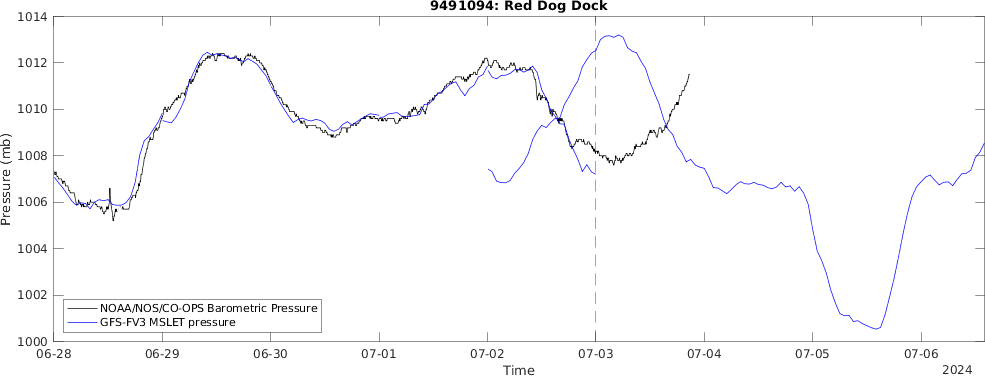 9491094: Red Dog Dock
Pressure (mb)
1014
1012
1010
1008
1006
1004
1002
1000
NOAA/NOS/CO-OPS Barometric Pressure
GFS-FV3 MSLET pressure
06-28 06-29 06-30 07-01 07-02 07-03 07-04 07-05 07-06
Time
2024